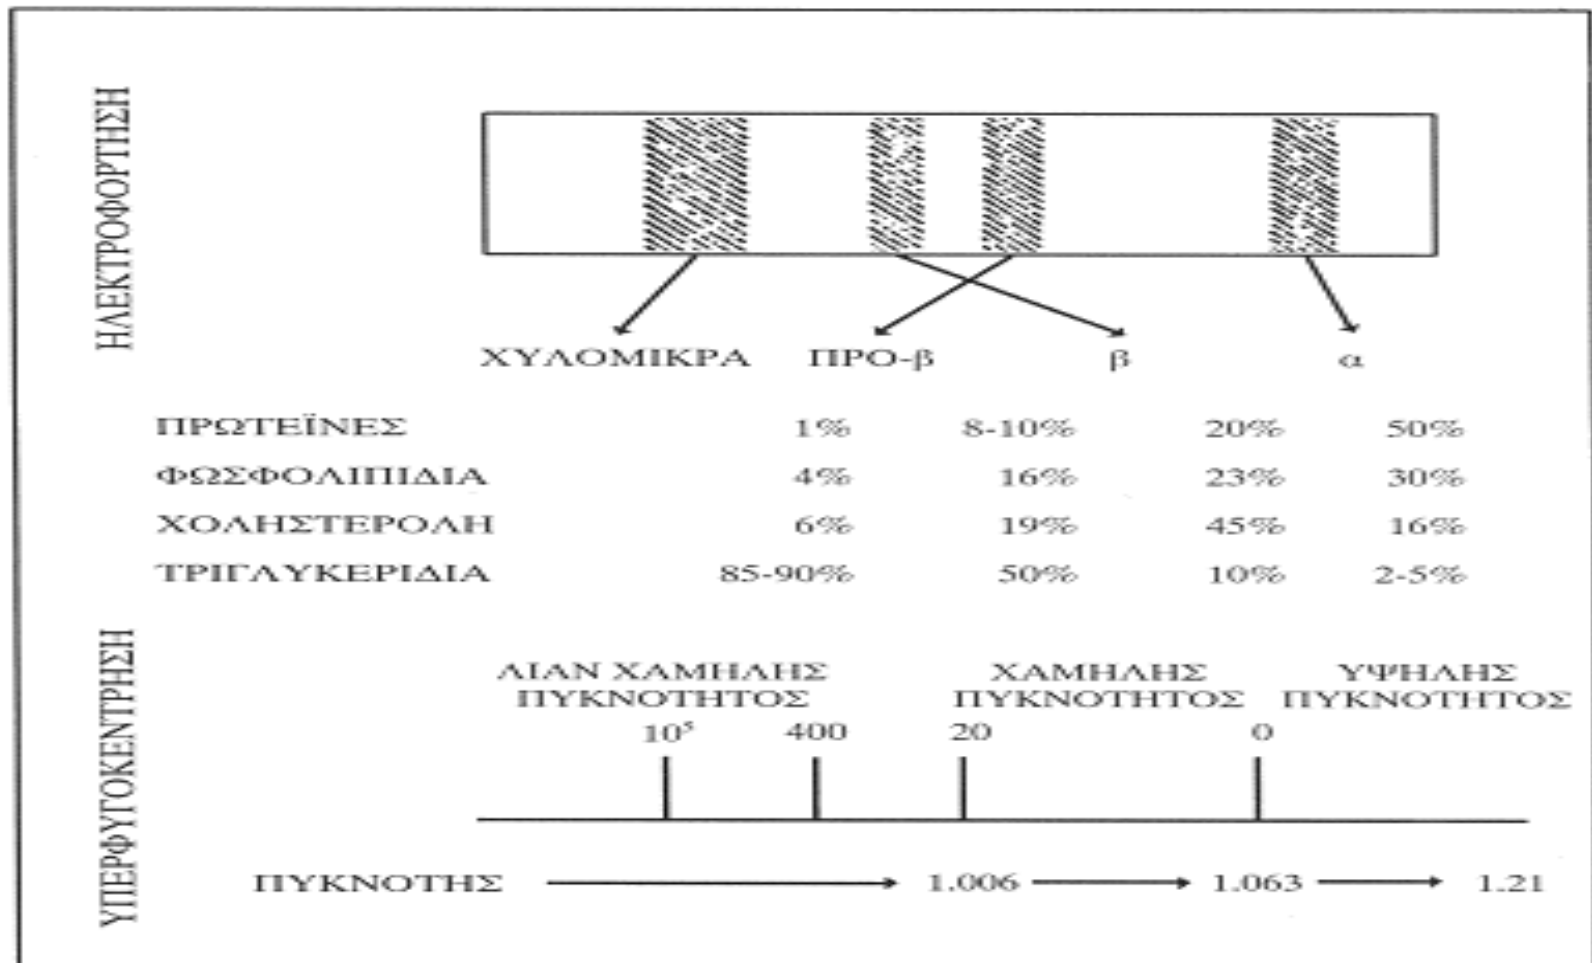 ΗΛΕΚΤΡΟΦΟΡΤΗΣΗ
ΧΥΛΟΜΙΚΡΑ ΠΡΟ-β β α
ΠΡΩΤΕΪΝΕΣ 1% 8-10% 20% 50%
ΦΩΣΦΟΛΙΠΙΔΙΑ 4% 16% 23% 30%
ΧΟΛΗΣΤΕΡΟΛΗ 6% 19% 45% 16%
ΤΡΙΓΛΥΚΕΡΙΔΙΑ 85-90% 50% 10% 2-5%
ΥΠΕΡΦΥΓΟΚΕΝΤΡΗΣΗ
ΛΙΑΝ ΧΑΜΗΛΗΣ ΧΑΜΗΛΗΣ ΥΨΗΛΗΣ
ΠΥΚΝΟΤΗΤΟΣ ΠΥΚΝΟΤΗΤΟΣ ΠΥΚΝΟΤΗΤΟΣ
10⁵ 400 20 0
ΠΥΚΝΟΤΗΣ 1.006 1.063 1.21